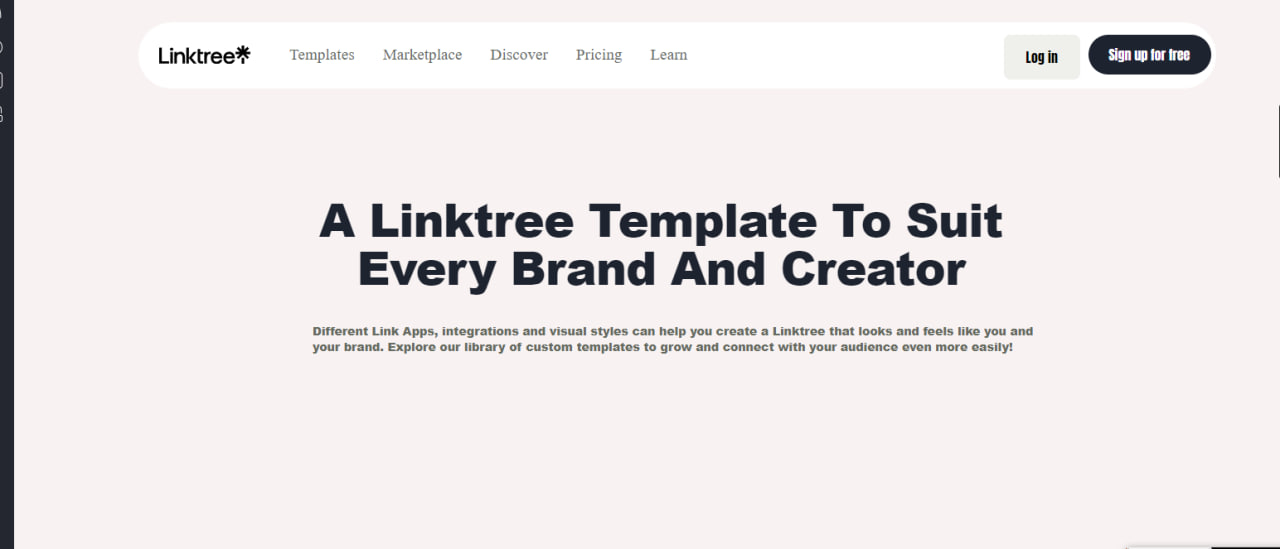 Linktree*
Templates
Marketplace
Discover
Pricing
Learn
Log in
Sign up for free
A Linktree Template To Suit
Every Brand And Creator
Different Link Apps, integrations and visual styles can help you create a Linktree that looks and feels like you and
your brand. Explore our library of custom templates to grow and connect with your audience even more easily!